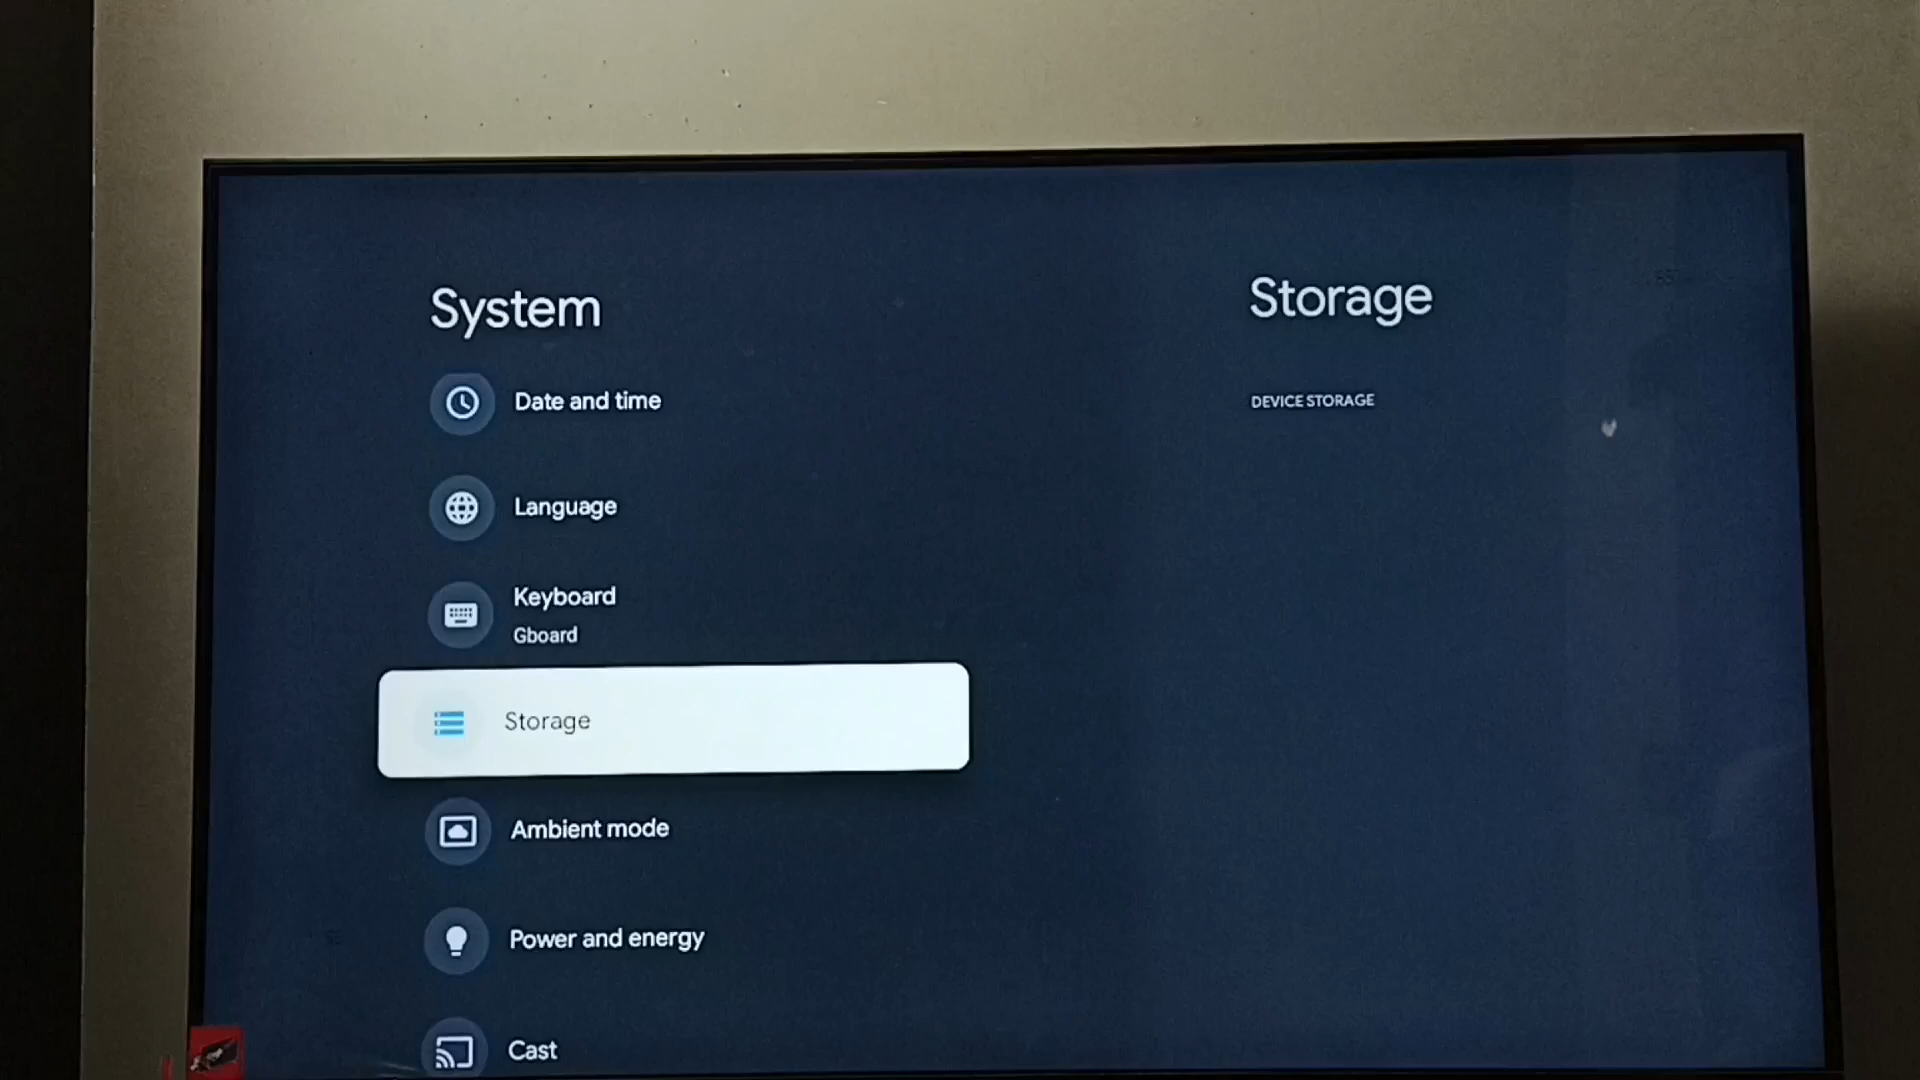 System
Date and time
Language
Keyboard
Gboard
Storage
Ambient mode
Power and energy
Cast
Storage
DEVICE STORAGE